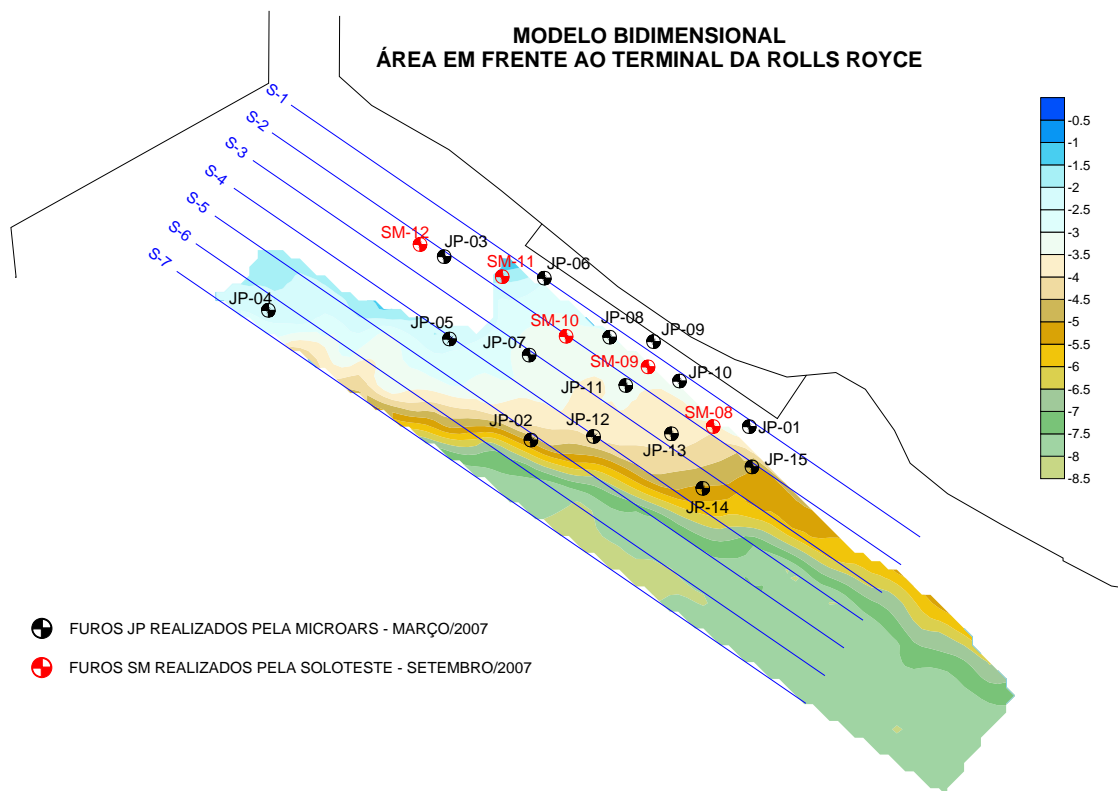 MODELO BIDIMENSIONAL
ÁREA EM FRENTE AO TERMINAL DA ROLLS ROYCE
S-1
S-2
S-3
S-4
S-5
S-6
S-7
SM-12
JP-03
SM-11
JP-06
JP-04
JP-05
SM-10
JP-08
JP-09
JP-07
SM-09
JP-10
JP-11
JP-02
JP-12
SM-08
JP-01
JP-13
JP-15
JP-14
-0.5
-1
-1.5
-2
-2.5
-3
-3.5
-4
-4.5
-5
-5.5
-6
-6.5
-7
-7.5
-8
-8.5
FUROS JP REALIZADOS PELA MICROARS - MARÇO/2007
FUROS SM REALIZADOS PELA SOLOTESTE - SETEMBRO/2007